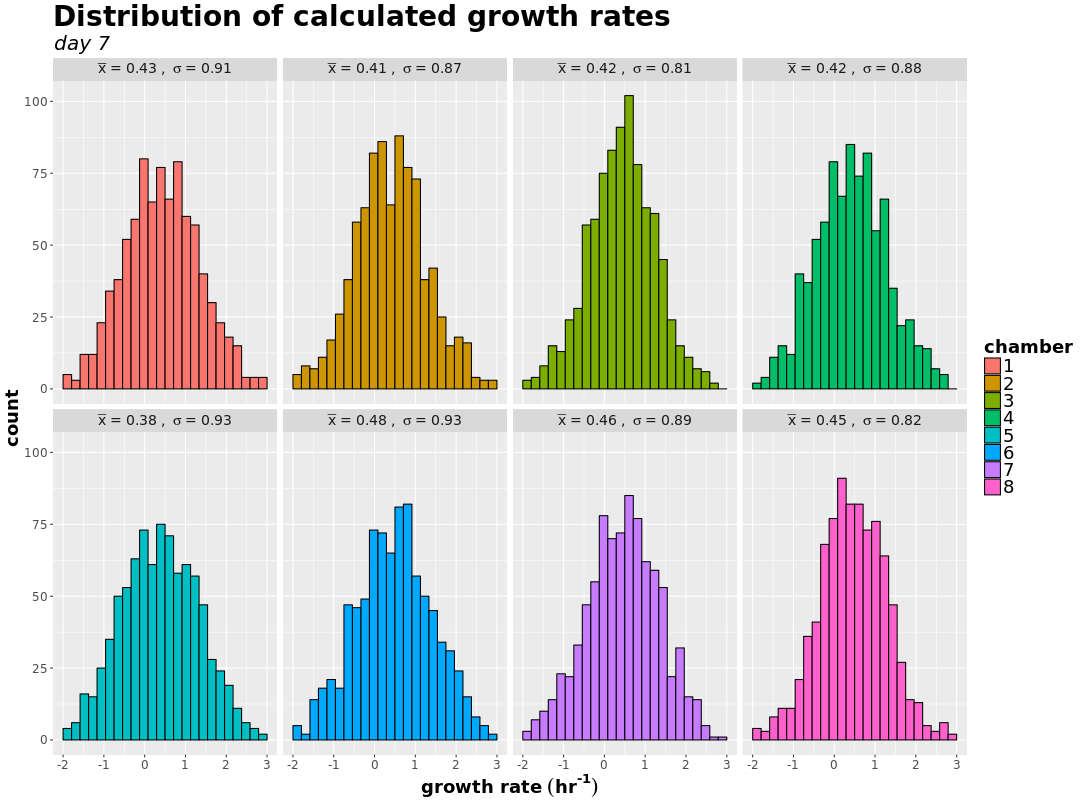 Distribution of calculated growth rates
day 7
x̅ = 0.43 , σ = 0.91
x̅ = 0.41 , σ = 0.87
x̅ = 0.42 , σ = 0.81
x̅ = 0.42 , σ = 0.88
100
75
50
25
0
x̅ = 0.38 , σ = 0.93
x̅ = 0.48 , σ = 0.93
x̅ = 0.46 , σ = 0.89
x̅ = 0.45 , σ = 0.82
100
75
50
25
0
-2 -1 0 1 2 3
-2 -1 0 1 2 3
-2 -1 0 1 2 3
-2 -1 0 1 2 3
count
growth rate (hr⁻¹)
chamber
1
2
3
4
5
6
7
8